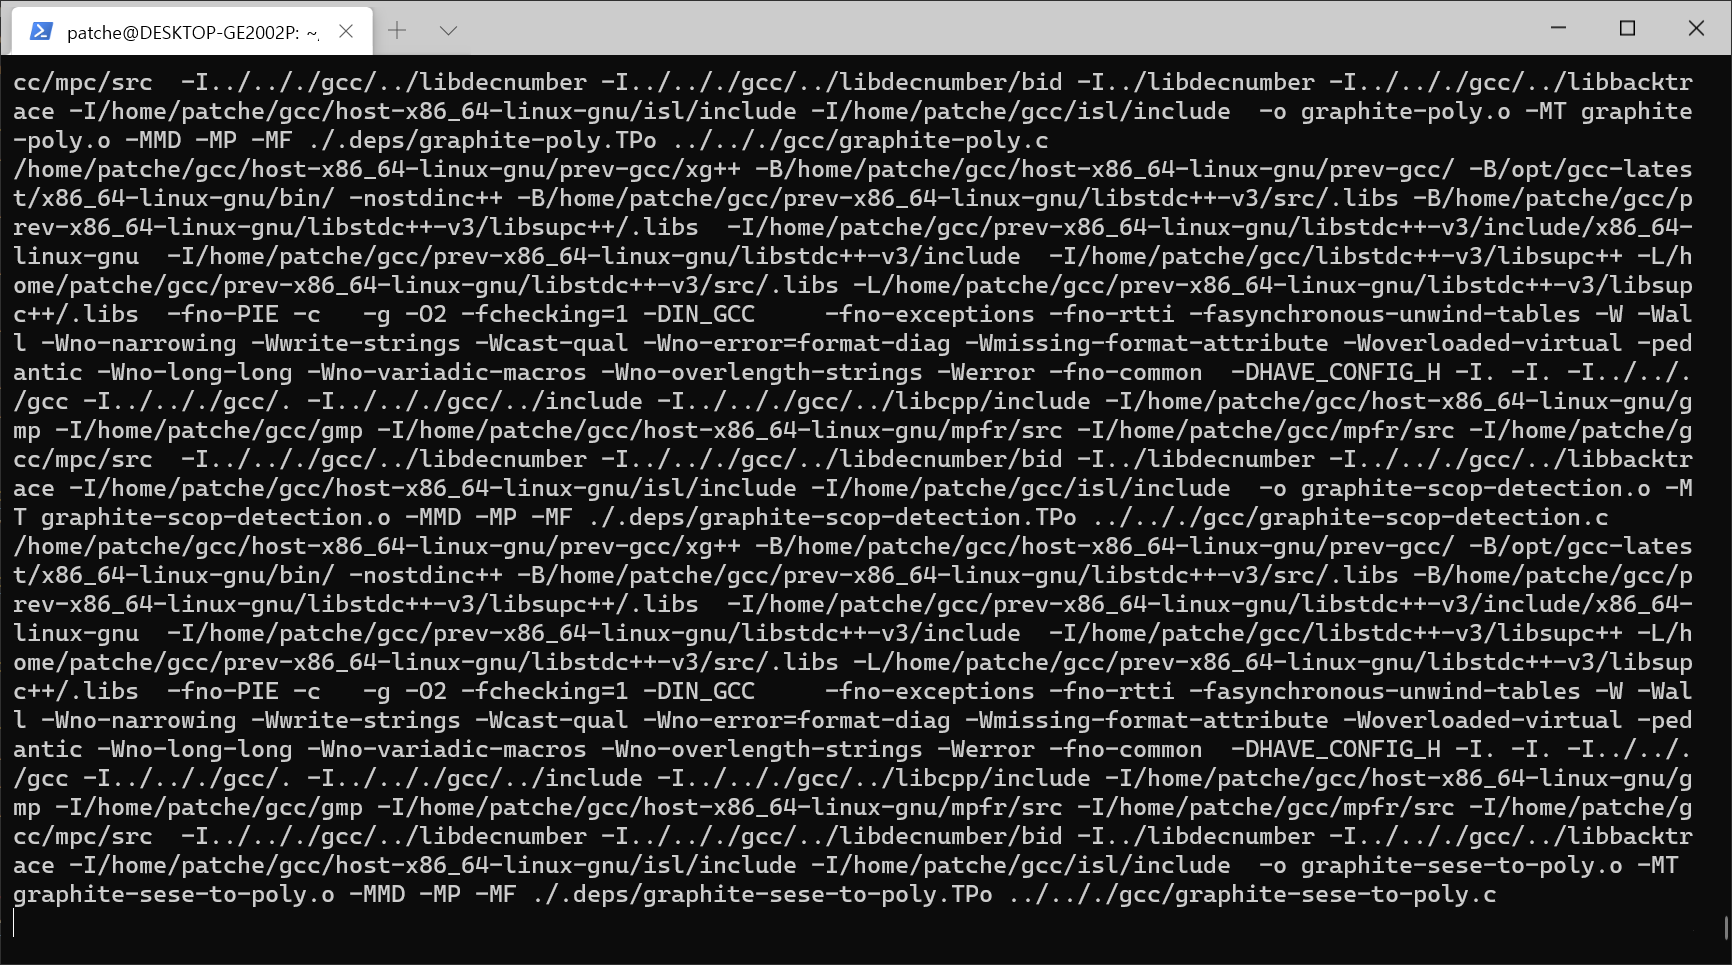 patche@DESKTOP-GE2002P: ~,
cc/mpc/src  -I../.././gcc/../libdecnumber -I../.././gcc/../libdecnumber/bid -I../libdecnumber -I../.././gcc/../libbacktr
ace -I/home/patche/gcc/host-x86_64-linux-gnu/isl/include -I/home/patche/gcc/isl/include  -o graphite-poly.o -MT graphite
-poly.o -MMD -MP -MF ./.deps/graphite-poly.TPo ../.././gcc/graphite-poly.c
/home/patche/gcc/host-x86_64-linux-gnu/prev-gcc/xg++ -B/home/patche/gcc/host-x86_64-linux-gnu/prev-gcc/ -B/opt/gcc-lates
t/x86_64-linux-gnu/bin/ -nostdinc++ -B/home/patche/gcc/prev-x86_64-linux-gnu/libstdc++-v3/src/.libs -B/home/patche/gcc/p
rev-x86_64-linux-gnu/libstdc++-v3/libsupc++/.libs  -I/home/patche/gcc/prev-x86_64-linux-gnu/libstdc++-v3/include/x86_64-
linux-gnu  -I/home/patche/gcc/prev-x86_64-linux-gnu/libstdc++-v3/include  -I/home/patche/gcc/libstdc++-v3/libsupc++ -L/h
ome/patche/gcc/prev-x86_64-linux-gnu/libstdc++-v3/src/.libs -L/home/patche/gcc/prev-x86_64-linux-gnu/libstdc++-v3/libsup
c++/.libs  -fno-PIE -c   -g -O2 -fchecking=1 -DIN_GCC     -fno-exceptions -fno-rtti -fasynchronous-unwind-tables -W -Wal
l -Wno-narrowing -Wwrite-strings -Wcast-qual -Wno-error=format-diag -Wmissing-format-attribute -Woverloaded-virtual -ped
antic -Wno-long-long -Wno-variadic-macros -Wno-overlength-strings -Werror -fno-common  -DHAVE_CONFIG_H -I. -I. -I../../.
/gcc -I../.././gcc/. -I../.././gcc/../include -I../.././gcc/../libcpp/include -I/home/patche/gcc/host-x86_64-linux-gnu/g
mp -I/home/patche/gcc/gmp -I/home/patche/gcc/host-x86_64-linux-gnu/mpfr/src -I/home/patche/gcc/mpfr/src -I/home/patche/g
cc/mpc/src  -I../.././gcc/../libdecnumber -I../.././gcc/../libdecnumber/bid -I../libdecnumber -I../.././gcc/../libbacktr
ace -I/home/patche/gcc/host-x86_64-linux-gnu/isl/include -I/home/patche/gcc/isl/include  -o graphite-scop-detection.o -M
T graphite-scop-detection.o -MMD -MP -MF ./.deps/graphite-scop-detection.TPo ../.././gcc/graphite-scop-detection.c
/home/patche/gcc/host-x86_64-linux-gnu/prev-gcc/xg++ -B/home/patche/gcc/host-x86_64-linux-gnu/prev-gcc/ -B/opt/gcc-lates
t/x86_64-linux-gnu/bin/ -nostdinc++ -B/home/patche/gcc/prev-x86_64-linux-gnu/libstdc++-v3/src/.libs -B/home/patche/gcc/p
rev-x86_64-linux-gnu/libstdc++-v3/libsupc++/.libs  -I/home/patche/gcc/prev-x86_64-linux-gnu/libstdc++-v3/include/x86_64-
linux-gnu  -I/home/patche/gcc/prev-x86_64-linux-gnu/libstdc++-v3/include  -I/home/patche/gcc/libstdc++-v3/libsupc++ -L/h
ome/patche/gcc/prev-x86_64-linux-gnu/libstdc++-v3/src/.libs -L/home/patche/gcc/prev-x86_64-linux-gnu/libstdc++-v3/libsup
c++/.libs  -fno-PIE -c   -g -O2 -fchecking=1 -DIN_GCC     -fno-exceptions -fno-rtti -fasynchronous-unwind-tables -W -Wal
l -Wno-narrowing -Wwrite-strings -Wcast-qual -Wno-error=format-diag -Wmissing-format-attribute -Woverloaded-virtual -ped
antic -Wno-long-long -Wno-variadic-macros -Wno-overlength-strings -Werror -fno-common  -DHAVE_CONFIG_H -I. -I. -I../../.
/gcc -I../.././gcc/. -I../.././gcc/../include -I../.././gcc/../libcpp/include -I/home/patche/gcc/host-x86_64-linux-gnu/g
mp -I/home/patche/gcc/gmp -I/home/patche/gcc/host-x86_64-linux-gnu/mpfr/src -I/home/patche/gcc/mpfr/src -I/home/patche/g
cc/mpc/src  -I../.././gcc/../libdecnumber -I../.././gcc/../libdecnumber/bid -I../libdecnumber -I../.././gcc/../libbacktr
ace -I/home/patche/gcc/host-x86_64-linux-gnu/isl/include -I/home/patche/gcc/isl/include  -o graphite-sese-to-poly.o -MT
graphite-sese-to-poly.o -MMD -MP -MF ./.deps/graphite-sese-to-poly.TPo ../.././gcc/graphite-sese-to-poly.c